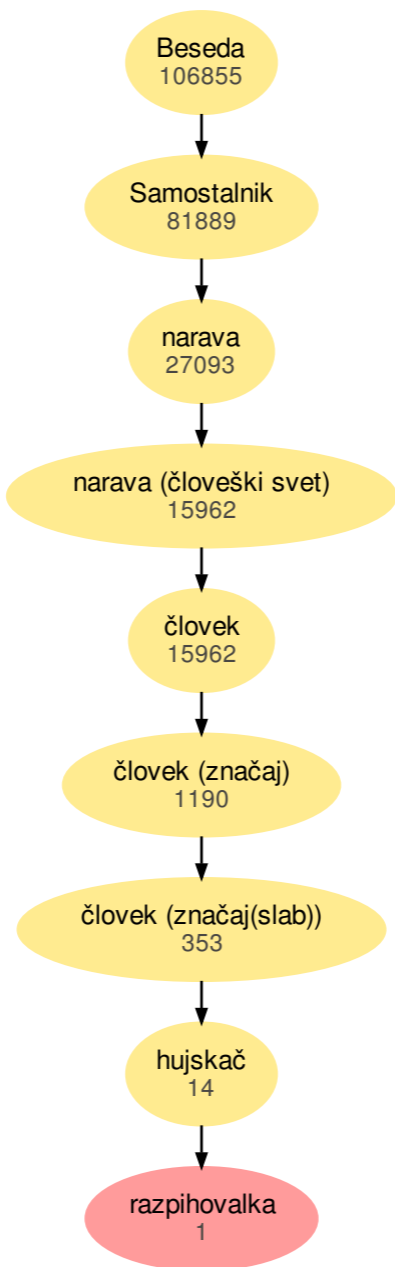 Beseda
106855
Samostalnik
81889
narava
27093
narava (človeški svet)
15962
človek
15962
človek (značaj)
1190
človek (značaj(slab))
353
hujskač
14
razpihovalka
1